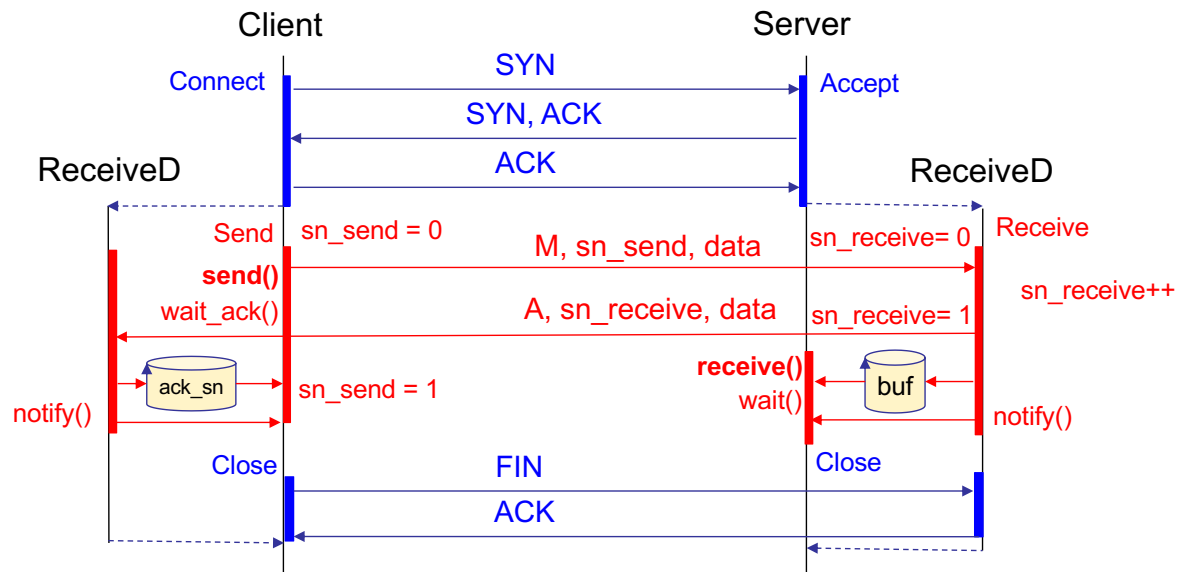 Client
Server
Connect
SYN
Accept
SYN, ACK
ReceiveD
ACK
ReceiveD
Send
sn_send = 0
M, sn_send, data
sn_receive= 0
Receive
send()
sn_receive++
wait_ack()
A, sn_receive, data
sn_receive= 1
receive()
ack_sn
sn_send = 1
buf
wait()
notify()
notify()
Close
FIN
Close
ACK